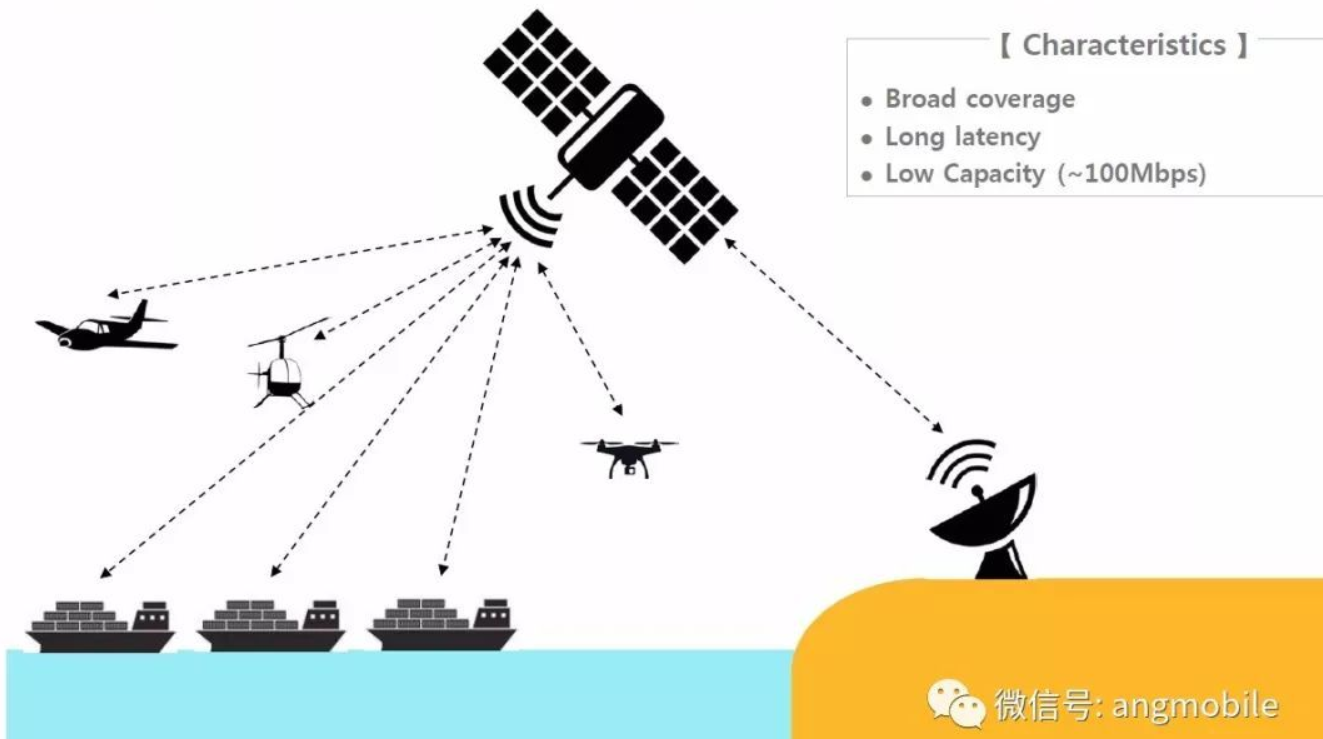 【 Characteristics 】
● Broad coverage
● Long latency
● Low Capacity (~100Mbps)
微信号: angmobile